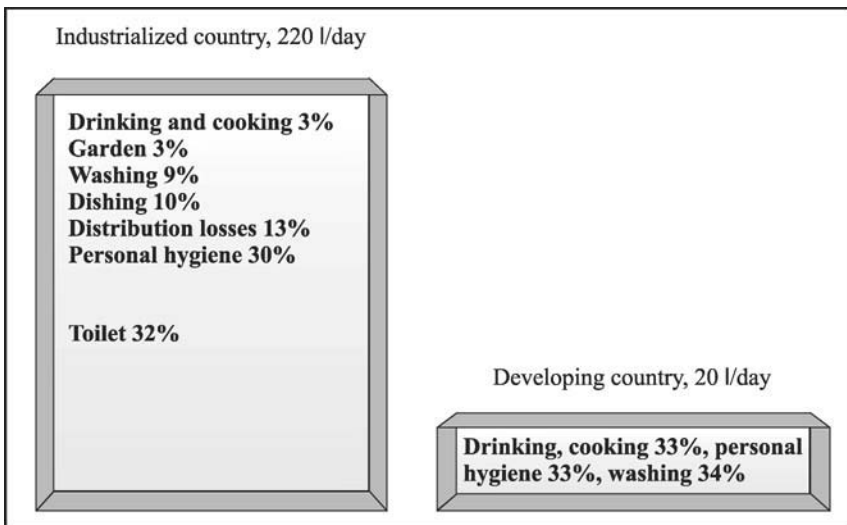 Industrialized country, 220 l/day
Drinking and cooking 3%
Garden 3%
Washing 9%
Dishing 10%
Distribution losses 13%
Personal hygiene 30%
Toilet 32%
Developing country, 20 l/day
Drinking, cooking 33%, personal
hygiene 33%, washing 34%